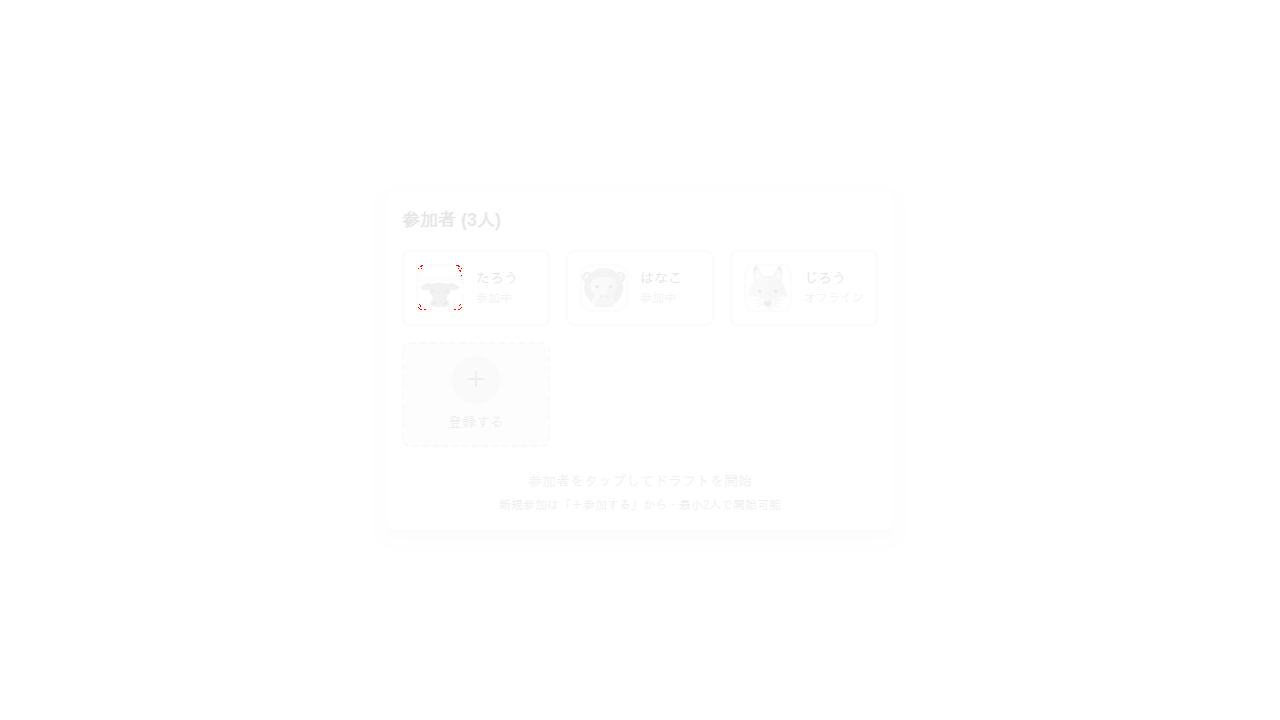 参加者 (3人)
たろう
参加中
はなこ
参加中
じろう
オフライン
+
登録する
参加者をタップしてドラフトを開始
新規参加は「＋参加する」から・最小2人で開始可能